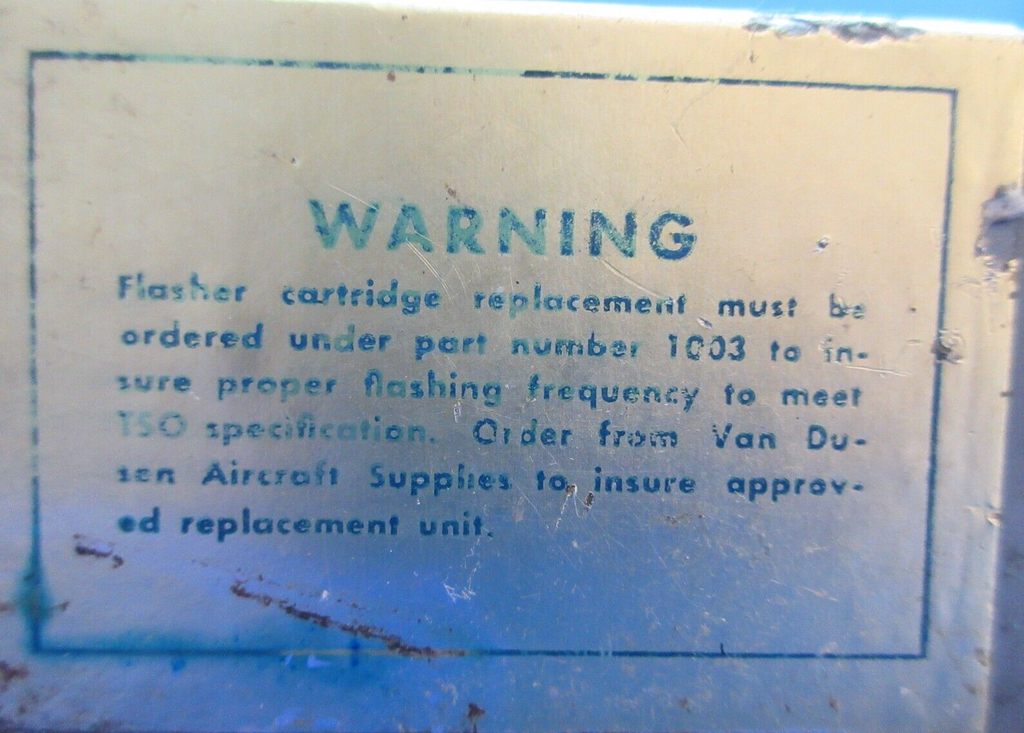 WARNING
Flasher cartridge replacement must be
ordered under part number 1003 to in-
sure proper flashing frequency to meet
TSO specification. Order from Van Du-
sen Aircraft Supplies to insure approv-
ed replacement unit.